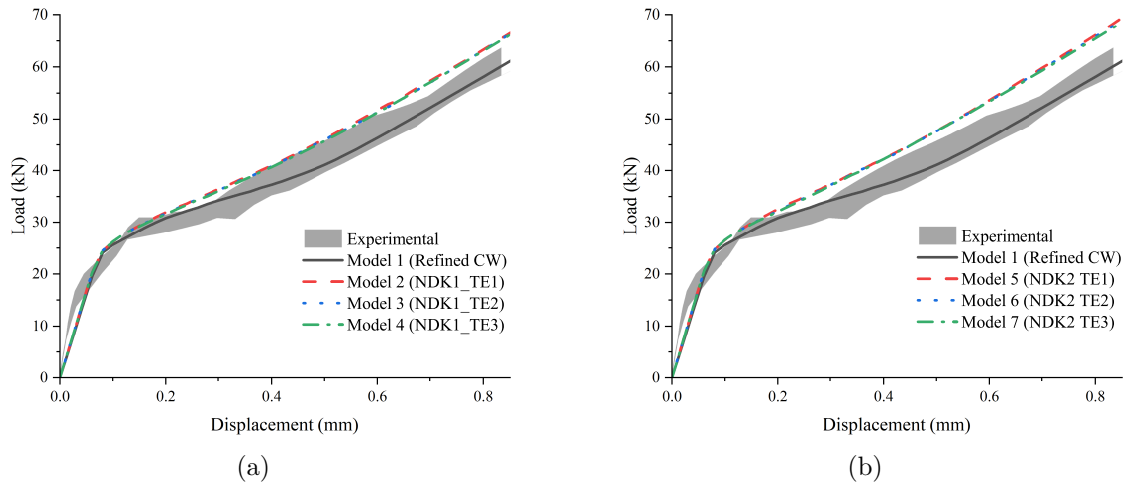 70
60
50
40
30
20
10
0
Load (kN)
Experimental
Model 1 (Refined CW)
Model 2 (NDK1_TE1)
Model 3 (NDK1_TE2)
Model 4 (NDK1_TE3)
0.0 0.2 0.4 0.6 0.8
Displacement (mm)
(a)
70
60
50
40
30
20
10
0
Load (kN)
Experimental
Model 1 (Refined CW)
Model 5 (NDK2 TE1)
Model 6 (NDK2 TE2)
Model 7 (NDK2 TE3)
0.0 0.2 0.4 0.6 0.8
Displacement (mm)
(b)